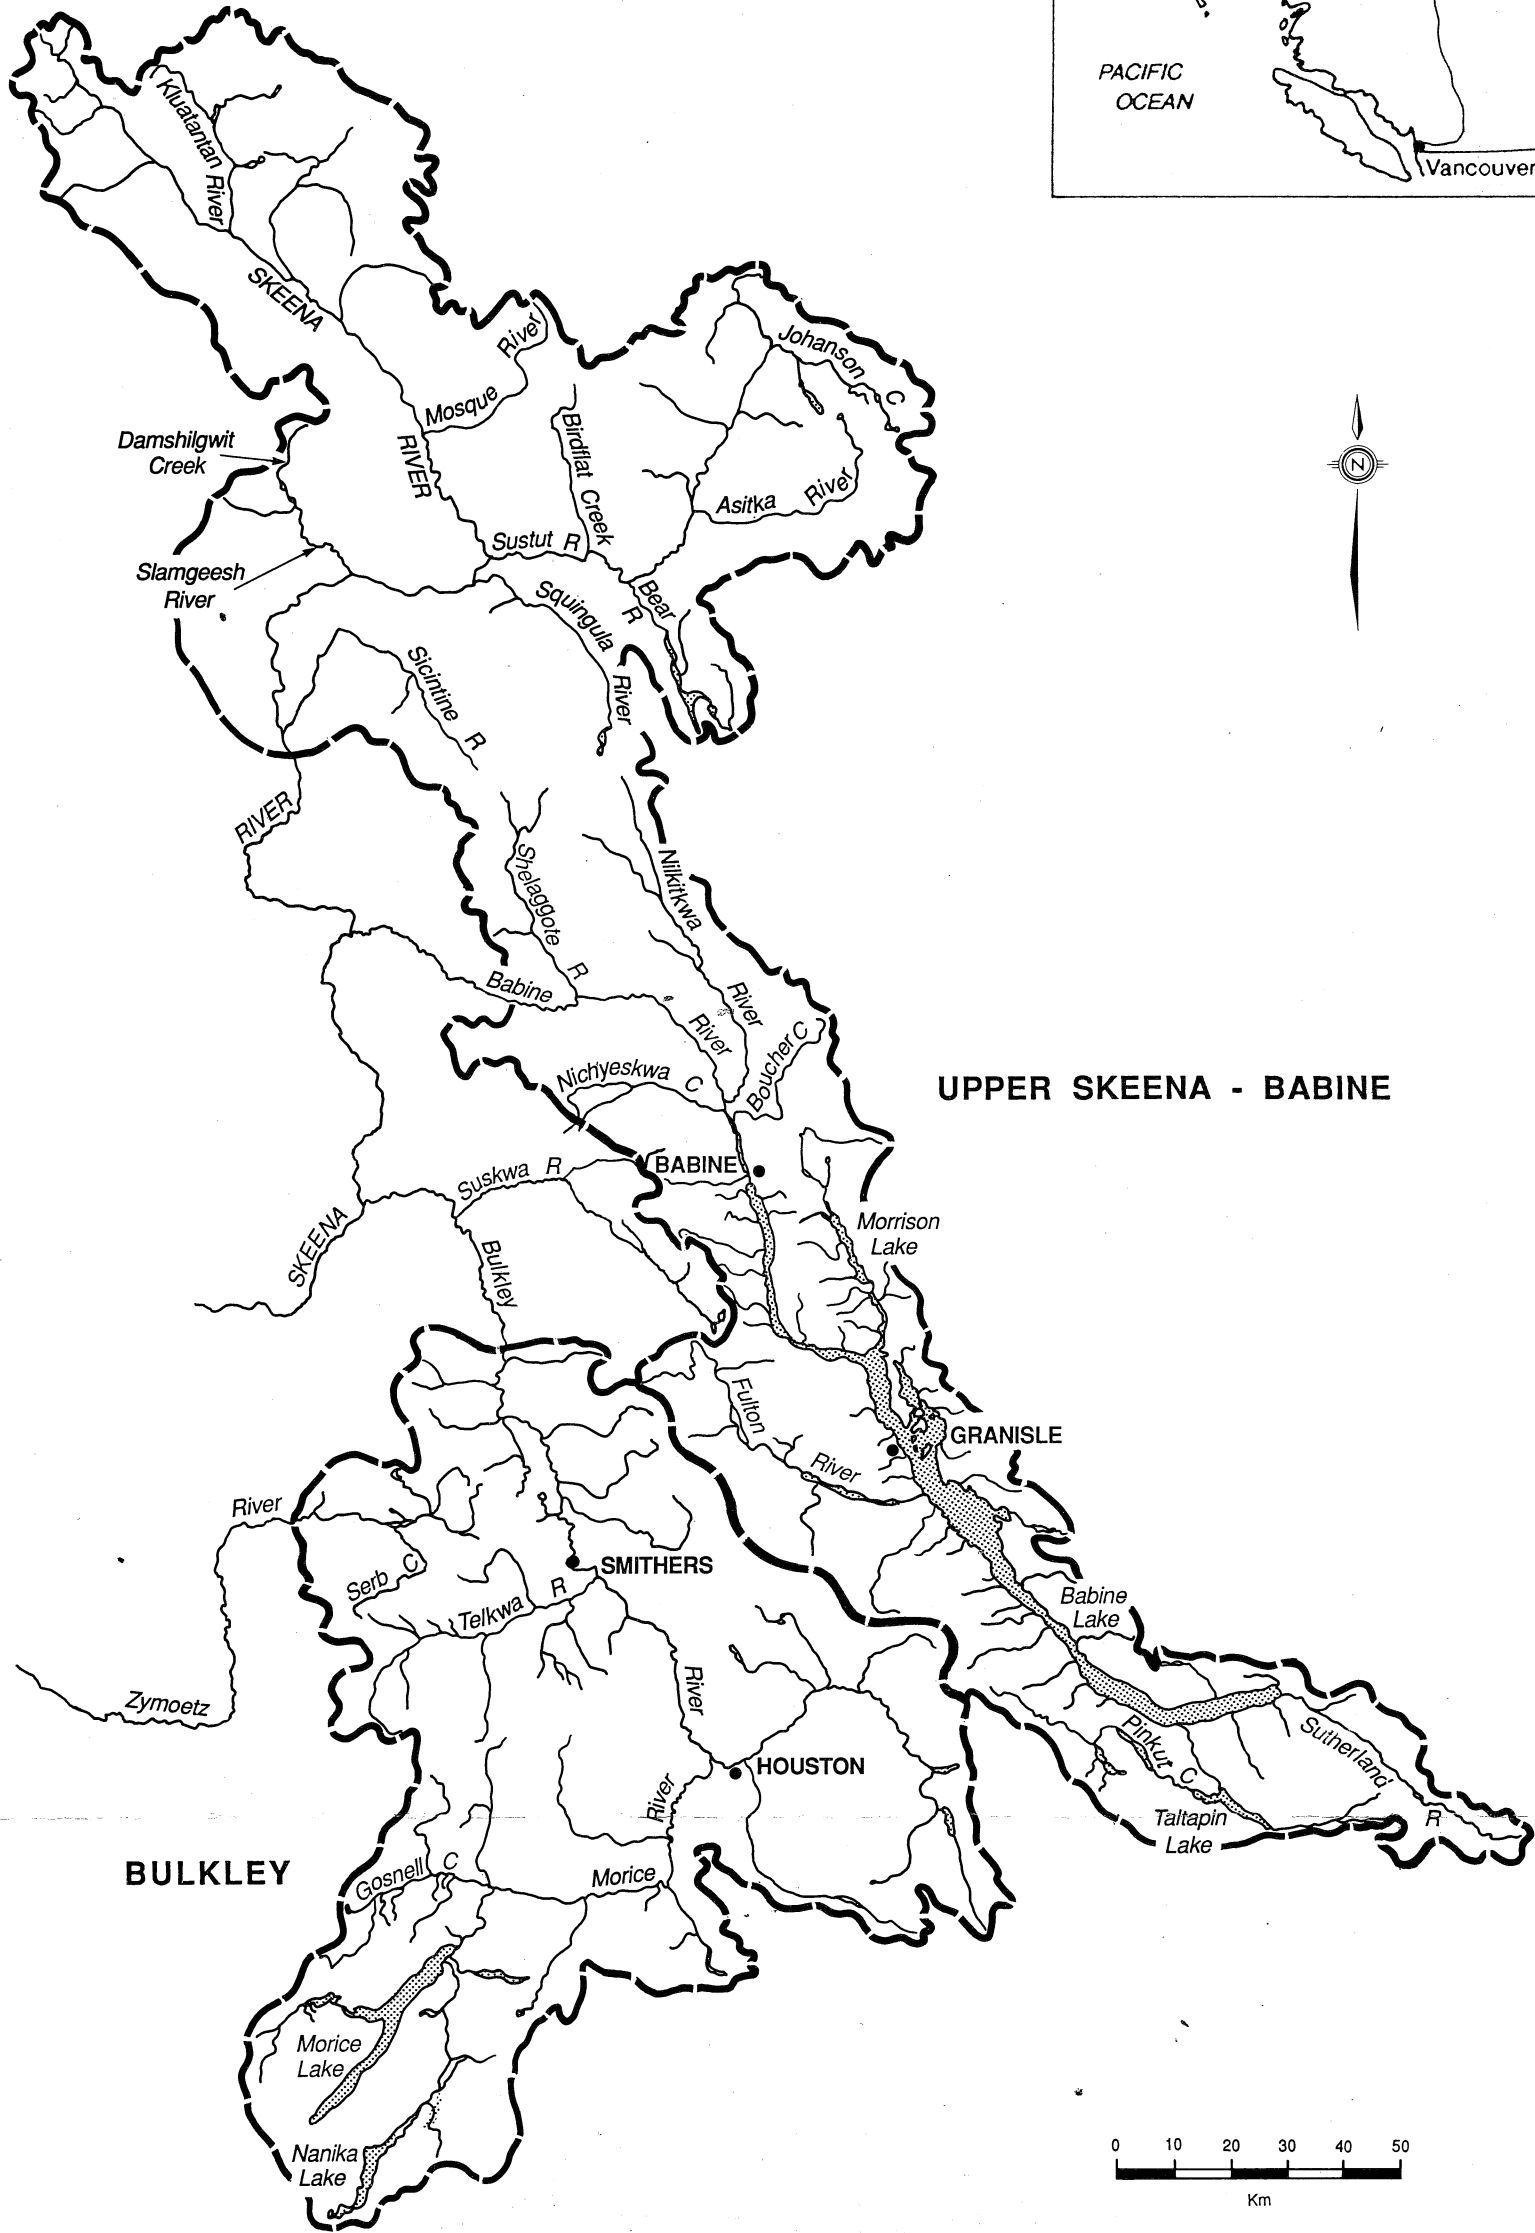 PACIFIC
OCEAN
Vancouver
Kluatantan River
SKEENA
RIVER
Mosque River
Johanson C
Birdflat Creek
Damshilgwit
Creek
Asitka River
Sustut R
Slamgeesh
River
Bear R
Squingula River
Sicintine R
N
RIVER
Shelaggote R
Nilkitkwa River
Babine River
Boucher C
Nichyeskwa C
UPPER SKEENA - BABINE
BABINE
Suskwa R
SKEENA
Bulkley
Morrison
Lake
Fulton River
GRANISLE
River
SMITHERS
Serb C
Telkwa R
Babine
Lake
Zymoetz
River
Pinkut C
Sutherland R
HOUSTON
River
Taltapin
Lake
BULKLEY
Gosnell C
Morice
Morice
Lake
Nanika
Lake
0 10 20 30 40 50
Km